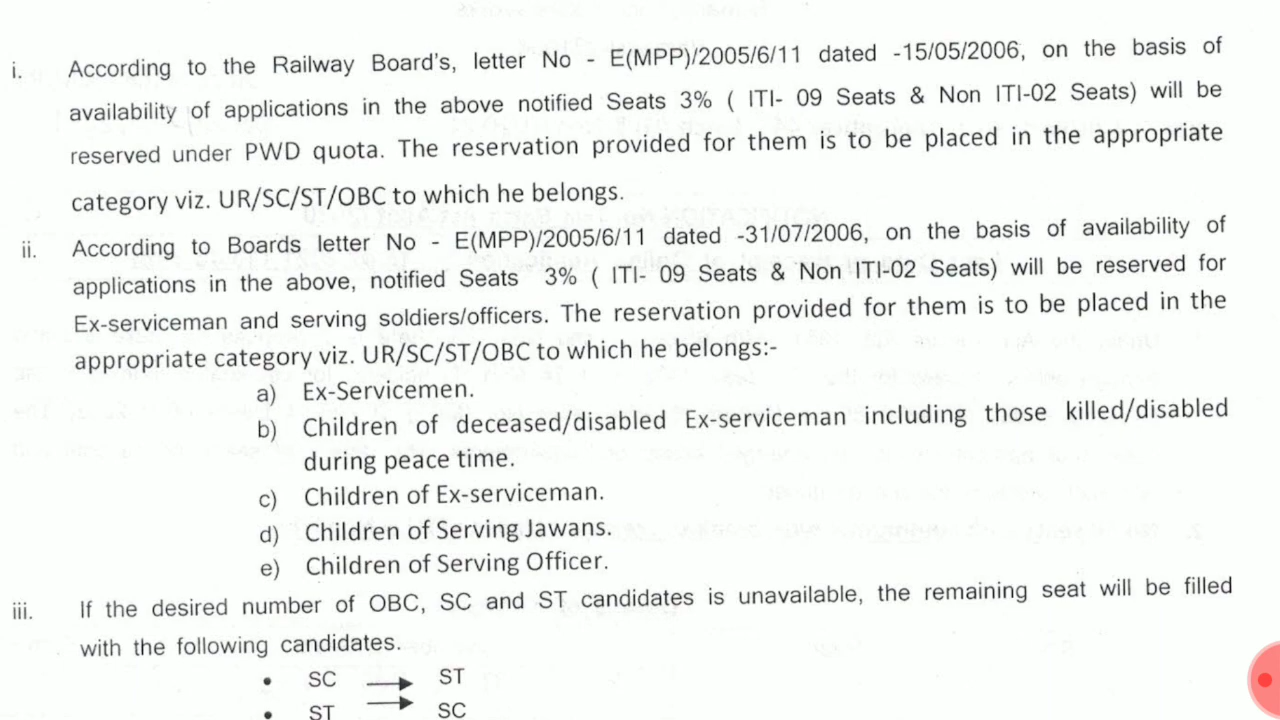 i. According to the Railway Board's, letter No - E(MPP)/2005/6/11 dated -15/05/2006, on the basis of
availability of applications in the above notified Seats 3% ( ITI- 09 Seats & Non ITI-02 Seats) will be
reserved under PWD quota. The reservation provided for them is to be placed in the appropriate
category viz. UR/SC/ST/OBC to which he belongs.
ii. According to Boards letter No - E(MPP)/2005/6/11 dated -31/07/2006, on the basis of availability of
applications in the above, notified Seats 3% ( ITI- 09 Seats & Non ITI-02 Seats) will be reserved for
Ex-serviceman and serving soldiers/officers. The reservation provided for them is to be placed in the
appropriate category viz. UR/SC/ST/OBC to which he belongs:-
a) Ex-Servicemen.
b) Children of deceased/disabled Ex-serviceman including those killed/disabled
during peace time.
c) Children of Ex-serviceman.
d) Children of Serving Jawans.
e) Children of Serving Officer.
iii. If the desired number of OBC, SC and ST candidates is unavailable, the remaining seat will be filled
with the following candidates.
• SC → ST
• ST → SC